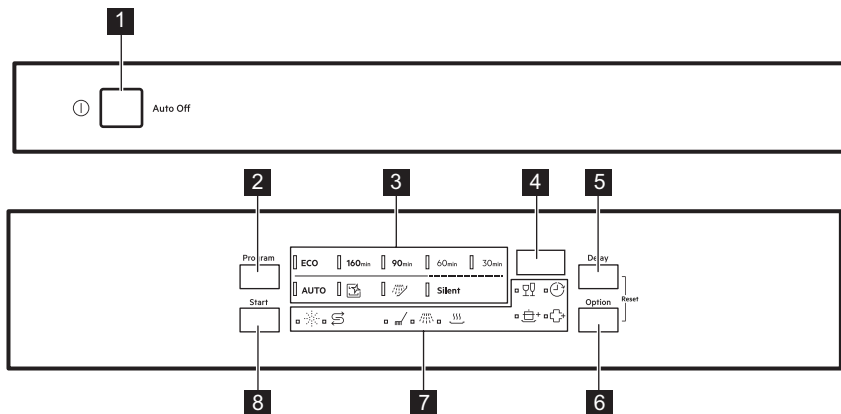 1
Auto Off
2 3 4 5
Program Delay
ECO 160min 90min 60min 30min
AUTO Silent
Start Option Reset
8 7 6